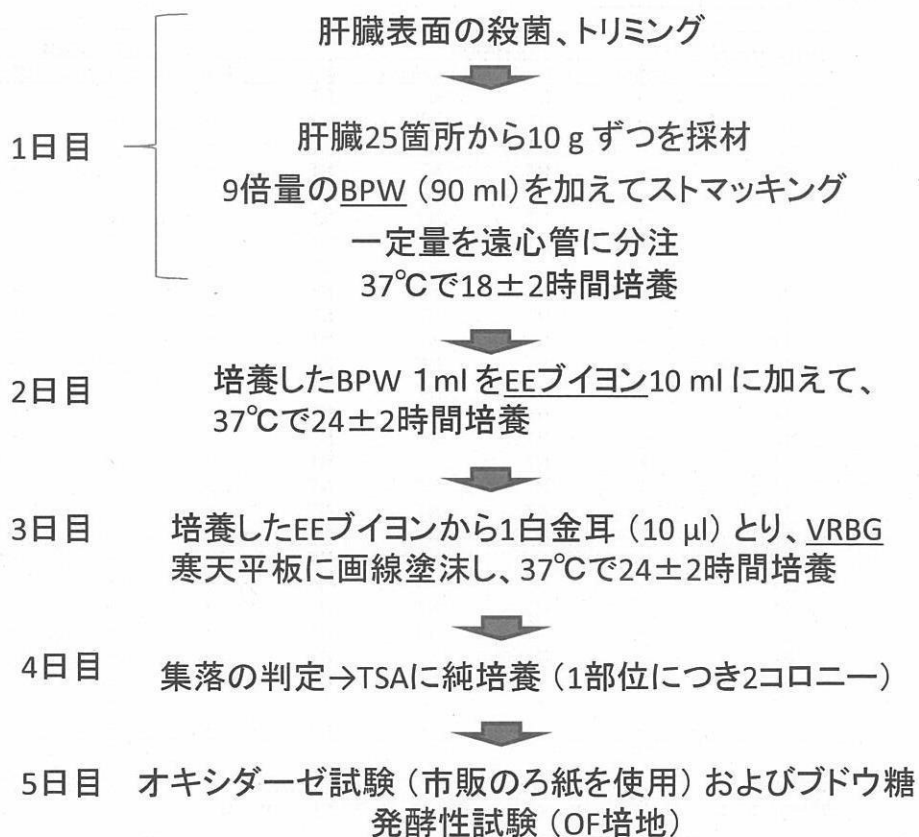 肝臓表面の殺菌、トリミング
1日目
肝臓25箇所から10 g ずつを採材
9倍量のBPW (90 ml)を加えてストマッキング
一定量を遠心管に分注
37℃で18±2時間培養
2日目
培養したBPW 1mlをEEブイヨン10 mlに加えて、
37℃で24±2時間培養
3日目
培養したEEブイヨンから1白金耳(10 μl)とり、VRBG
寒天平板に画線塗沫し、37℃で24±2時間培養
4日目
集落の判定→TSAに純培養(1部位につき2コロニー)
5日目
オキシダーゼ試験(市販のろ紙を使用)およびブドウ糖
発酵性試験(OF培地)